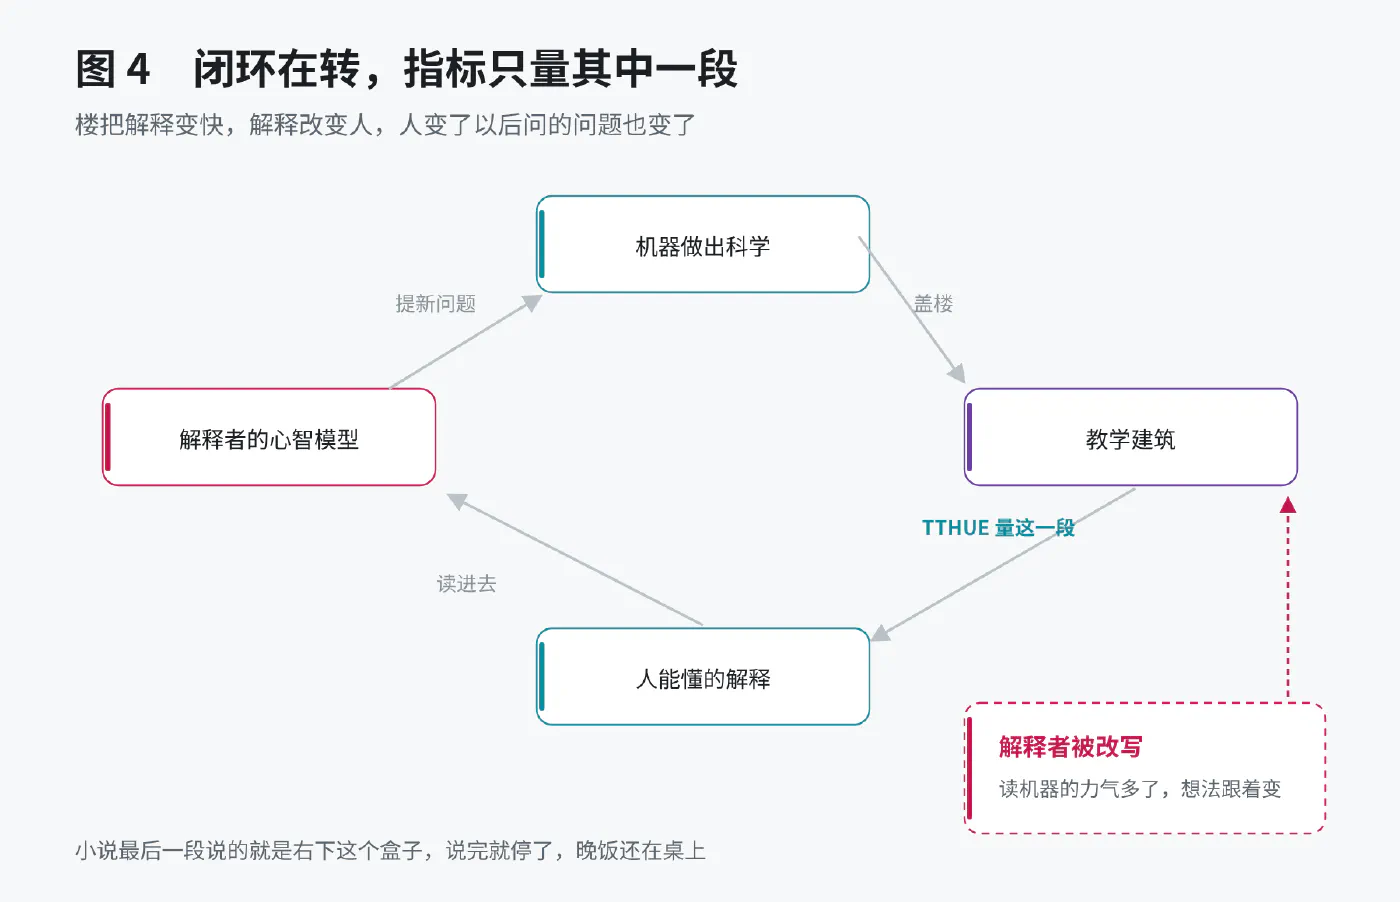 图 4　闭环在转，指标只量其中一段
楼把解释变快，解释改变人，人变了以后问的问题也变了
机器做出科学
提新问题
盖楼
解释者的心智模型
教学建筑
TTHUE 量这一段
读进去
人能懂的解释
解释者被改写
读机器的力气多了，想法跟着变
小说最后一段说的就是右下这个盒子，说完就停了，晚饭还在桌上